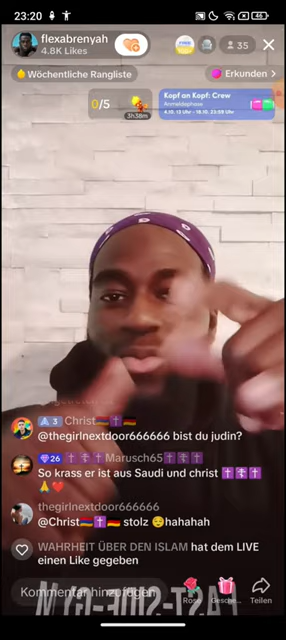 23:20
46
flexabrenyah
4.8K Likes
35
Wöchentliche Rangliste
Erkunden >
0/5
3h38m
Kopf an Kopf: Crew
Anmeldephase
3 Christ
@thegirlnextdoor666666 bist du judin?
26 Marusch65
So krass er ist aus Saudi und christ
thegirlnextdoor666666
@Christ stolz hahahah
WAHRHEIT ÜBER DEN ISLAM hat dem LIVE
einen Like gegeben
Kommentar hinzufügen
Rose
Gesche...
Teilen